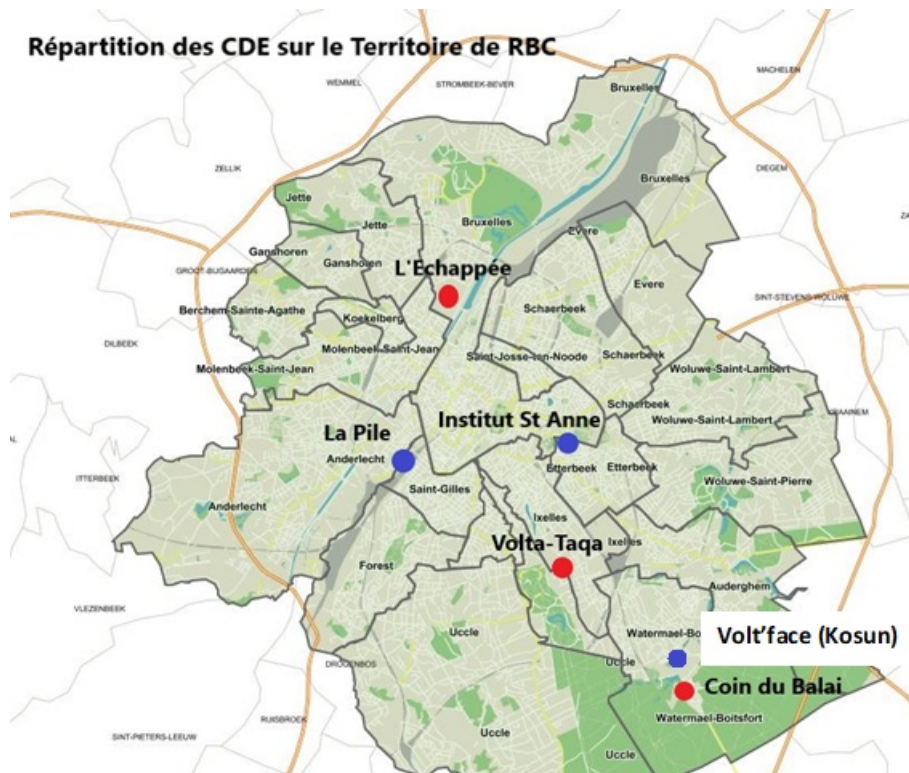 Répartition des CDE sur le Territoire de RBC
WEMMEL
STROMBEEK-BEVER
MACHELEN
Bruxelles
ZELLIK
DIEGEM
Bruxelles
Jette
Jette
Bruxelles
Evere
Ganshoren
Ganshoren
L'Echappée
GROOT-BIJGAARDEN
Evere
SINT-STEVENS-WOLUWE
Berchem-Sainte-Agathe
Koekelberg
Schaerbeek
DILBEEK
Molenbeek-Saint-Jean
Saint-Josse-ten-Noode
Schaerbeek
Molenbeek-Saint-Jean
Woluwe-Saint-Lambert
Schaerbeek
Institut St Anne
Woluwe-Saint-Lambert
KRAAINEM
La Pile
Anderlecht
Etterbeek
Etterbeek
ITTERBEEK
Saint-Gilles
Woluwe-Saint-Pierre
Anderlecht
Ixelles
Volta-Taqa
Ixelles
Forest
Auderghem
VLEZENBEEK
Uccle
Watermael-Bo
Volt'face (Kosun)
DROGENBOS
Uccle
Coin du Balai
RUISBROEK
Watermael-Boitsfort
SINT-PIETERS-LEEUW
Uccle
Uccle